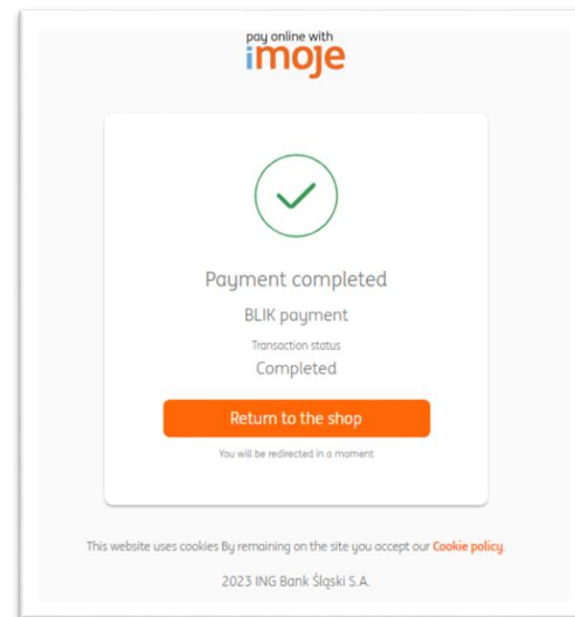 pay online with
imoje
Payment completed
BLIK payment
Transaction status
Completed
Return to the shop
You will be redirected in a moment
This website uses cookies By remaining on the site you accept our Cookie policy.
2023 ING Bank Śląski S.A.